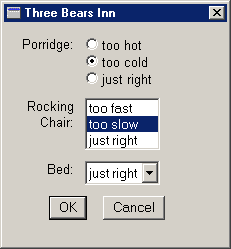 Three Bears Inn
Porridge: too hot
too cold
just right
Rocking Chair: too fast
too slow
just right
Bed: just right
OK Cancel